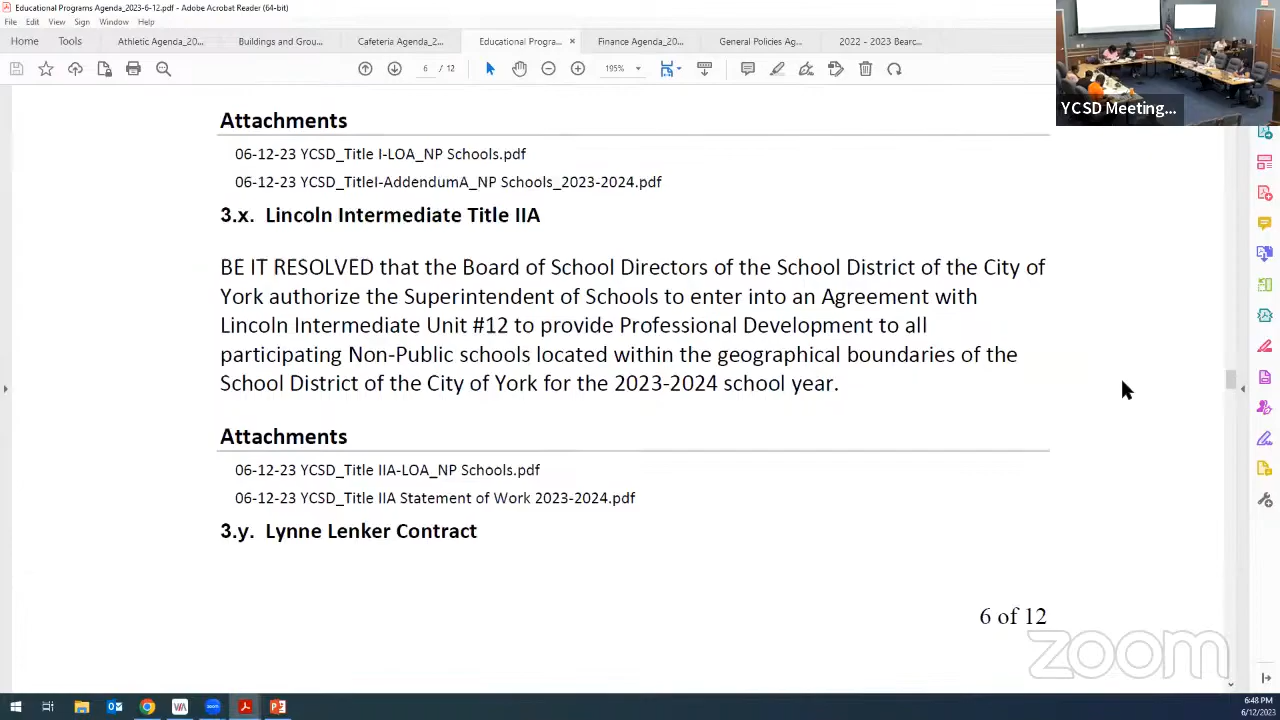 Educational Programs Agenda_2023-6-12.pdf - Adobe Acrobat Reader (64-bit)
File Edit View Sign Window Help
Home Tools Athletic Agenda_20... Buildings and Grou... Cafeteria Agenda_2... Educational Progra... × Finance Agenda_20... General Policies Ag... 2022 - 2023 Bearc...
6 / 12 195%
YCSD Meeting...
Attachments
06-12-23 YCSD_Title I-LOA_NP Schools.pdf
06-12-23 YCSD_TitleI-AddendumA_NP Schools_2023-2024.pdf
3.x. Lincoln Intermediate Title IIA
BE IT RESOLVED that the Board of School Directors of the School District of the City of
York authorize the Superintendent of Schools to enter into an Agreement with
Lincoln Intermediate Unit #12 to provide Professional Development to all
participating Non-Public schools located within the geographical boundaries of the
School District of the City of York for the 2023-2024 school year.
Attachments
06-12-23 YCSD_Title IIA-LOA_NP Schools.pdf
06-12-23 YCSD_Title IIA Statement of Work 2023-2024.pdf
3.y. Lynne Lenker Contract
6 of 12
zoom
6:48 PM
6/12/2023